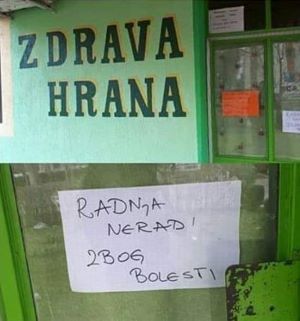 ZDRAVA
HRANA
RADNJA
NERADI
ZBOG
BOLESTI